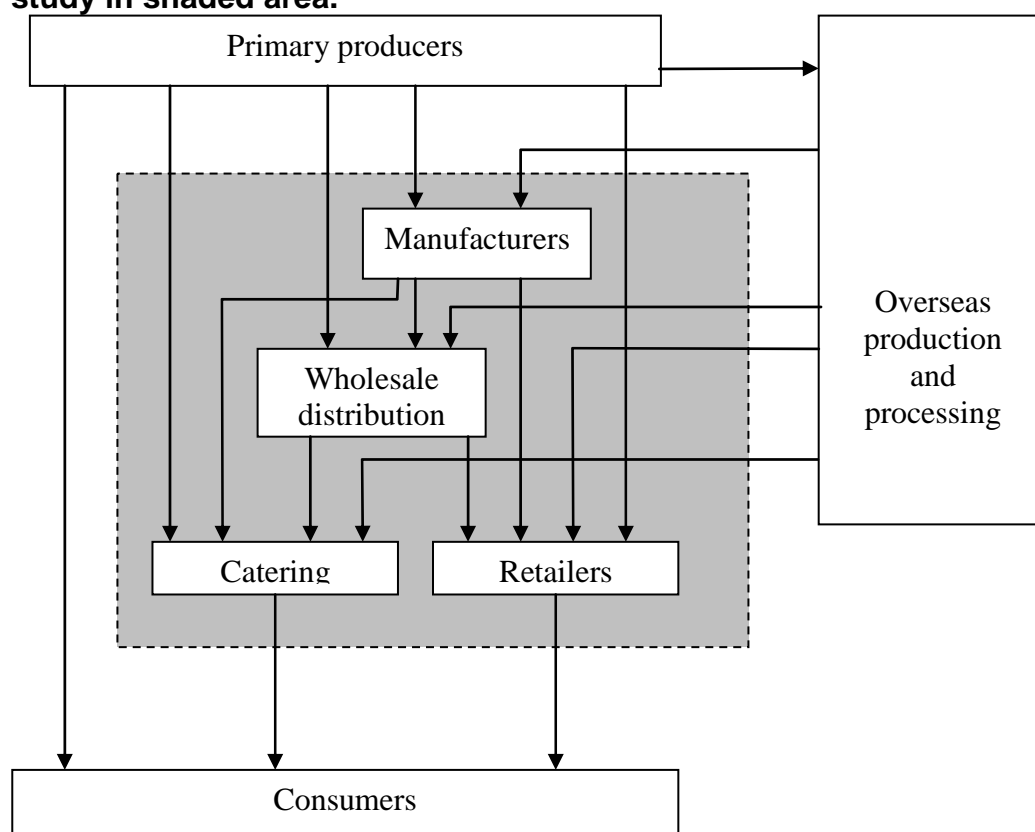 study in shaded area.
Primary producers
Manufacturers
Overseas
production
and
processing
Wholesale
distribution
Catering
Retailers
Consumers